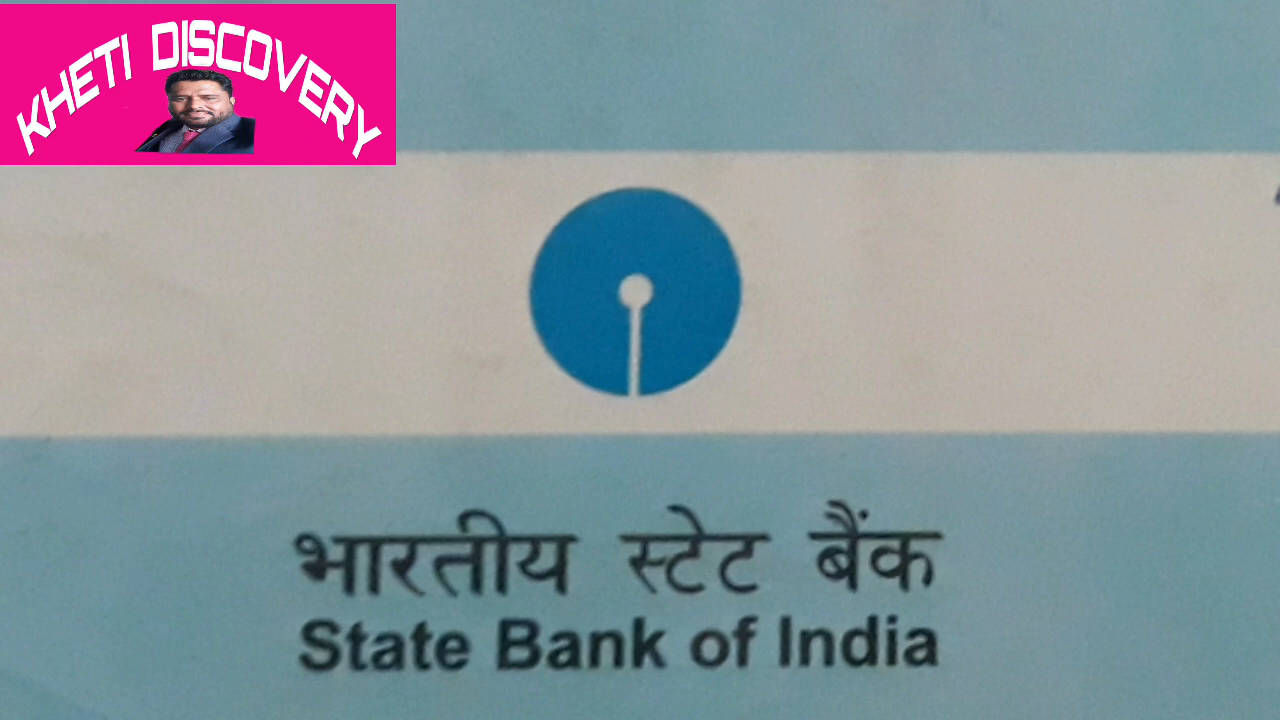 KHETI DISCOVERY
भारतीय स्टेट बैंक
State Bank of India